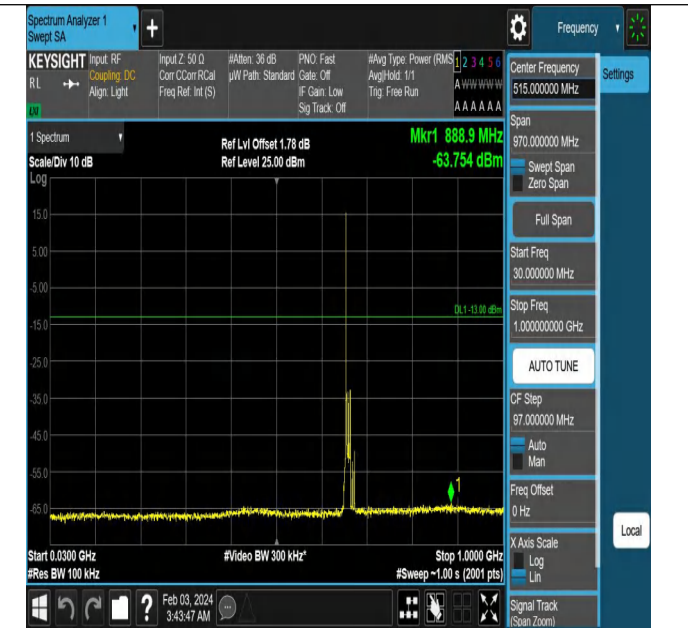 Spectrum Analyzer 1
Swept SA
+
Frequency
KEYSIGHT
RL
LXI
Input: RF
Coupling: DC
Align: Light
Input Z: 50 Ω
Corr CCorr RCal
Freq Ref: Int (S)
#Atten: 36 dB
µW Path: Standard
PNO: Fast
Gate: Off
IF Gain: Low
Sig Track: Off
#Avg Type: Power (RMS
Avg|Hold: 1/1
Trig: Free Run
1 2 3 4 5 6
A W W W W W
A A A A A A
Center Frequency
515.000000 MHz
Settings
1 Spectrum
Scale/Div 10 dB
Log
Ref Lvl Offset 1.78 dB
Ref Level 25.00 dBm
Mkr1 888.9 MHz
-63.754 dBm
Span
970.000000 MHz
Swept Span
Zero Span
Full Span
Start Freq
30.000000 MHz
Stop Freq
1.000000000 GHz
AUTO TUNE
CF Step
97.000000 MHz
Auto
Man
Freq Offset
0 Hz
X Axis Scale
Log
Lin
Signal Track
(Span Zoom)
Local
15.0
5.00
-5.00
DL1 -13.00 dBm
-15.0
-25.0
-35.0
-45.0
-55.0
1
-65.0
Start 0.0300 GHz
#Res BW 100 kHz
#Video BW 300 kHz*
Stop 1.0000 GHz
#Sweep ~1.00 s (2001 pts)
?
Feb 03, 2024
3:43:47 AM